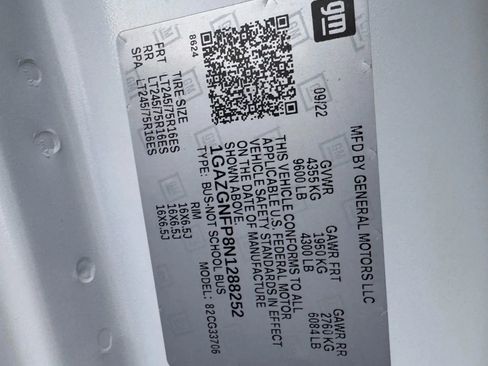 gm
MFD BY GENERAL MOTORS LLC
09/22
GVWR GAWR FRT GAWR RR
4355 KG 1950 KG 2760 KG
9600 LB 4300 LB 6084 LB
THIS VEHICLE CONFORMS TO ALL
APPLICABLE U.S. FEDERAL MOTOR
VEHICLE SAFETY STANDARDS IN EFFECT
ON THE DATE OF MANUFACTURE
SHOWN ABOVE.
1GAZGNFP8N1288252
TYPE: BUS-NOT SCHOOL BUS MODEL: 82CG33706
8624
TIRE SIZE RIM
FRT LT245/75R16ES 16X6.5J
RR LT245/75R16ES 16X6.5J
SPA LT245/75R16ES 16X6.5J